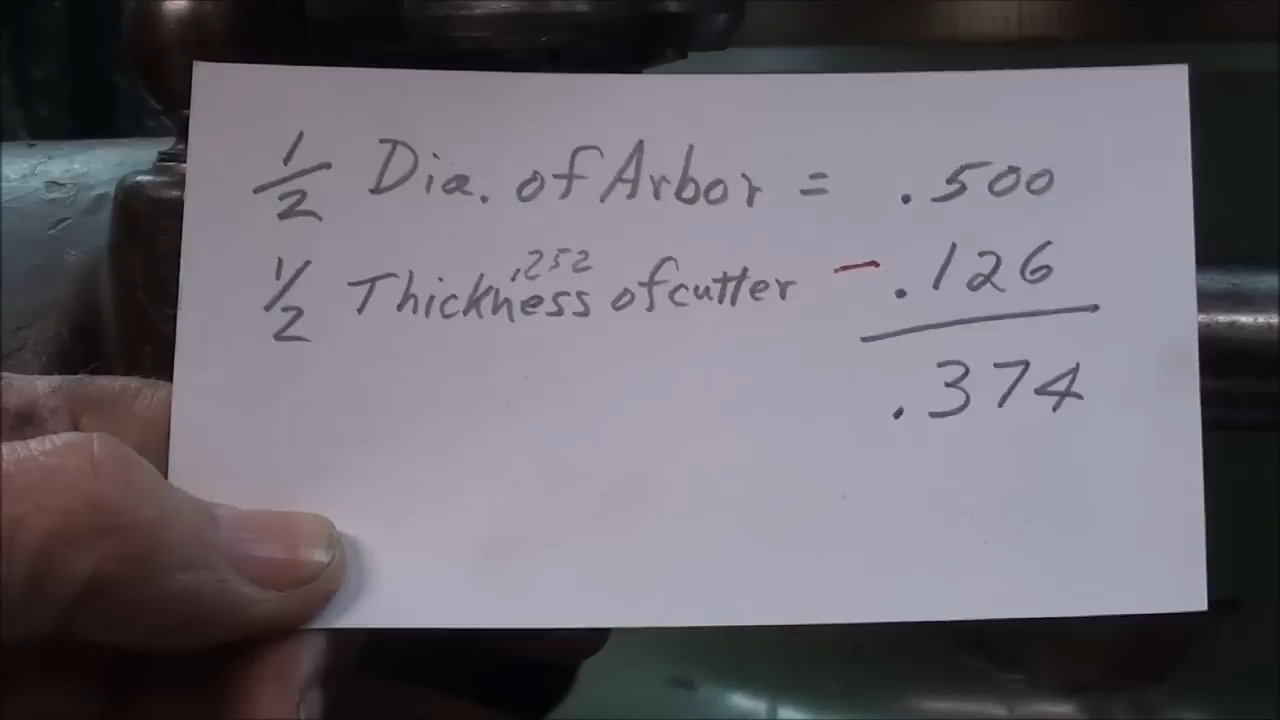 1/2 Dia. of Arbor = .500
.252
1/2 Thickness of cutter - .126
.374